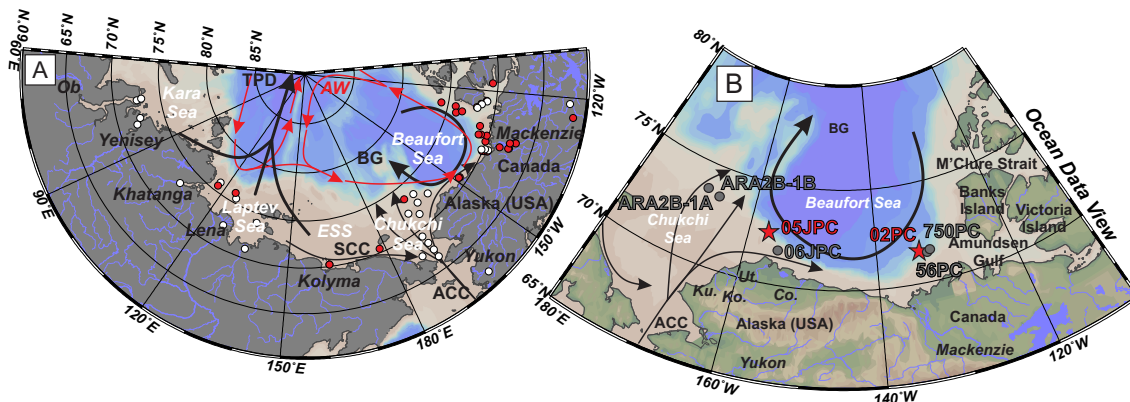 A
60˚E
60˚N
65˚N
70˚N
75˚N
80˚N
85˚N
TPD
AW
Ob
Kara
Sea
Yenisey
Beaufort
Sea
Mackenzie
120˚W
Canada
BG
Khatanga
Laptev
Sea
Lena
ESS
Chukchi
Sea
Alaska (USA)
SCC
Kolyma
Yukon
ACC
90˚E
120˚E
150˚E
180˚E
150˚W
B
80˚N
75˚N
70˚N
65˚N
180˚E
BG
M'Clure Strait
Banks
Island
Victoria
Island
ARA2B-1B
ARA2B-1A
Beaufort Sea
Chukchi
Sea
05JPC
02PC
750PC
06JPC
56PC
Amundsen
Gulf
Ut.
Ku.
Ko.
Co.
ACC
Alaska (USA)
Canada
Yukon
Mackenzie
160˚W
140˚W
120˚W
Ocean Data View